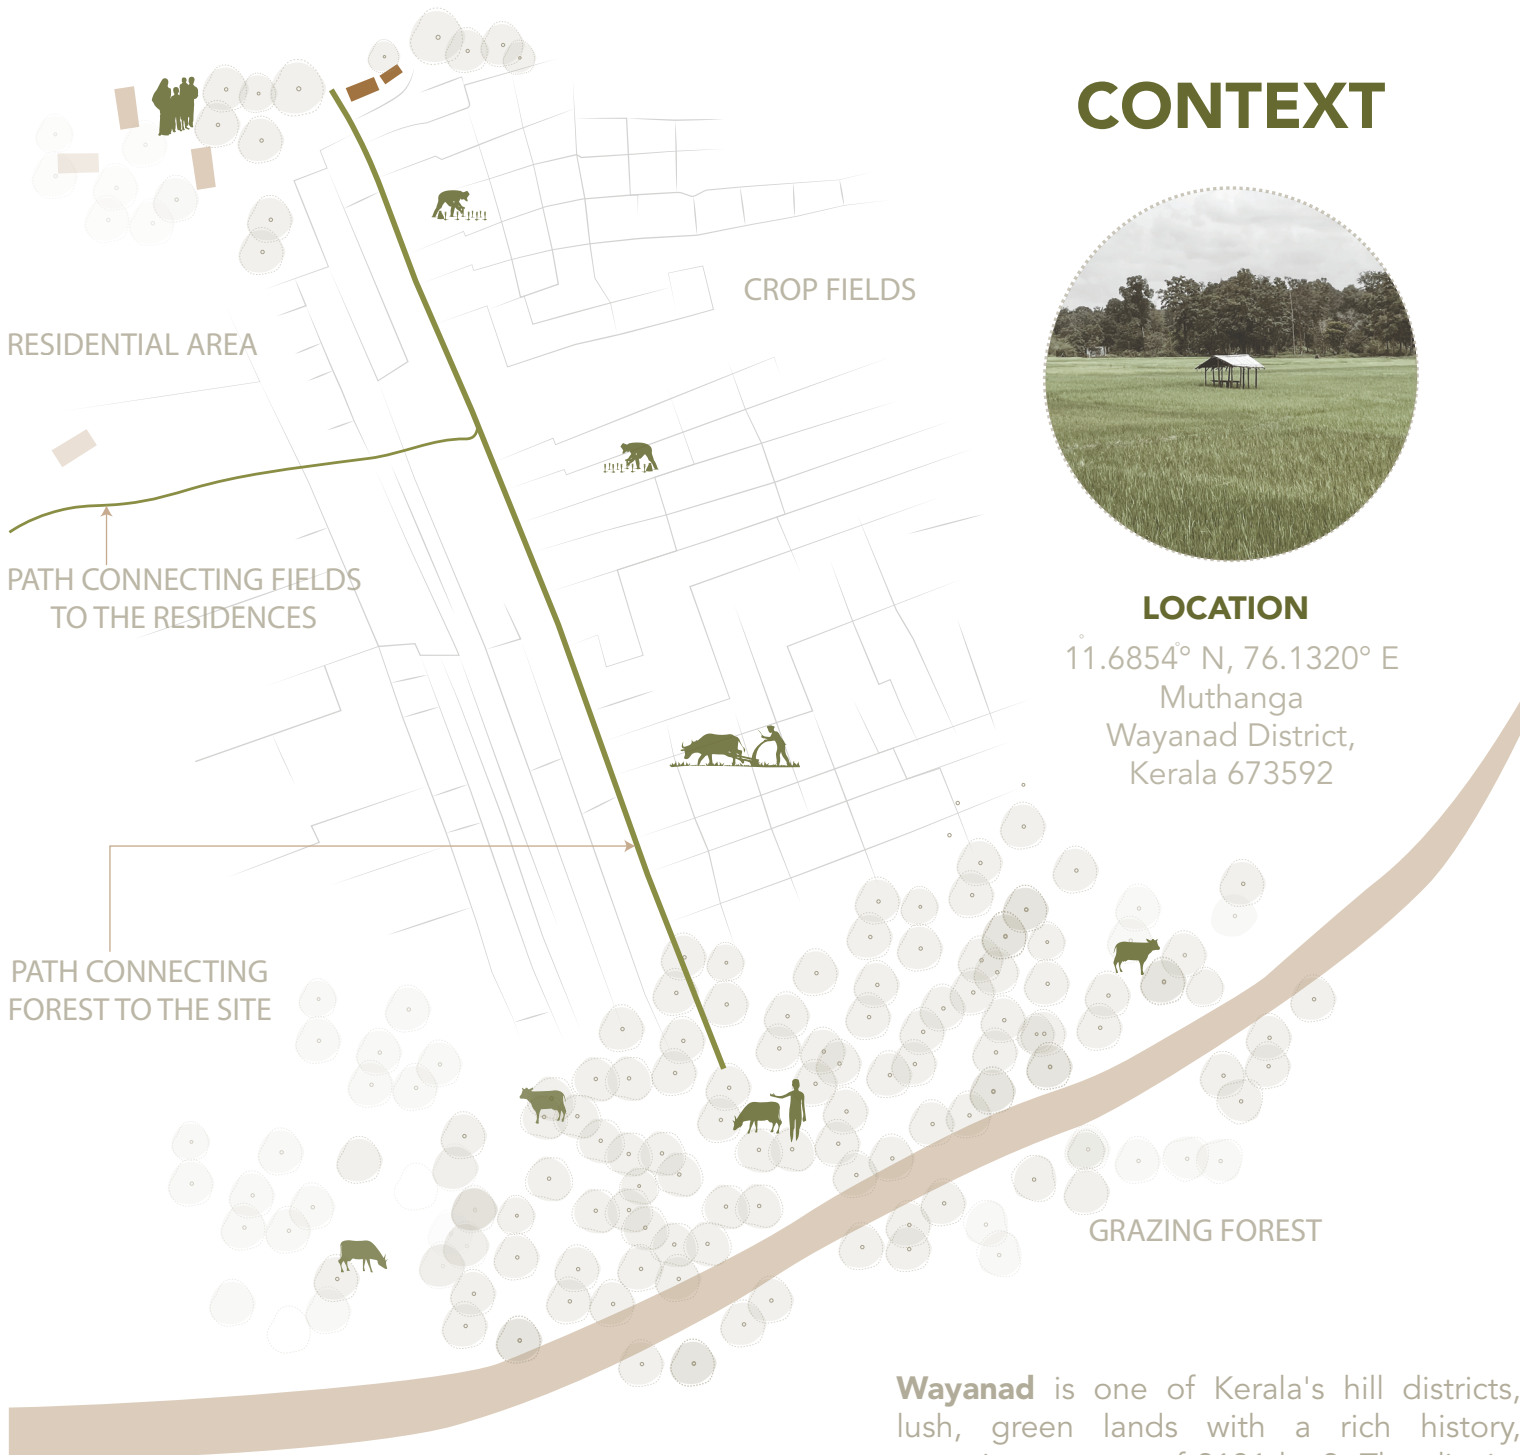 CONTEXT
CROP FIELDS
RESIDENTIAL AREA
PATH CONNECTING FIELDS
TO THE RESIDENCES
LOCATION
11.6854° N, 76.1320° E
Muthanga
Wayanad District,
Kerala 673592
PATH CONNECTING
FOREST TO THE SITE
GRAZING FOREST
Wayanad is one of Kerala's hill districts,
lush, green lands with a rich history,